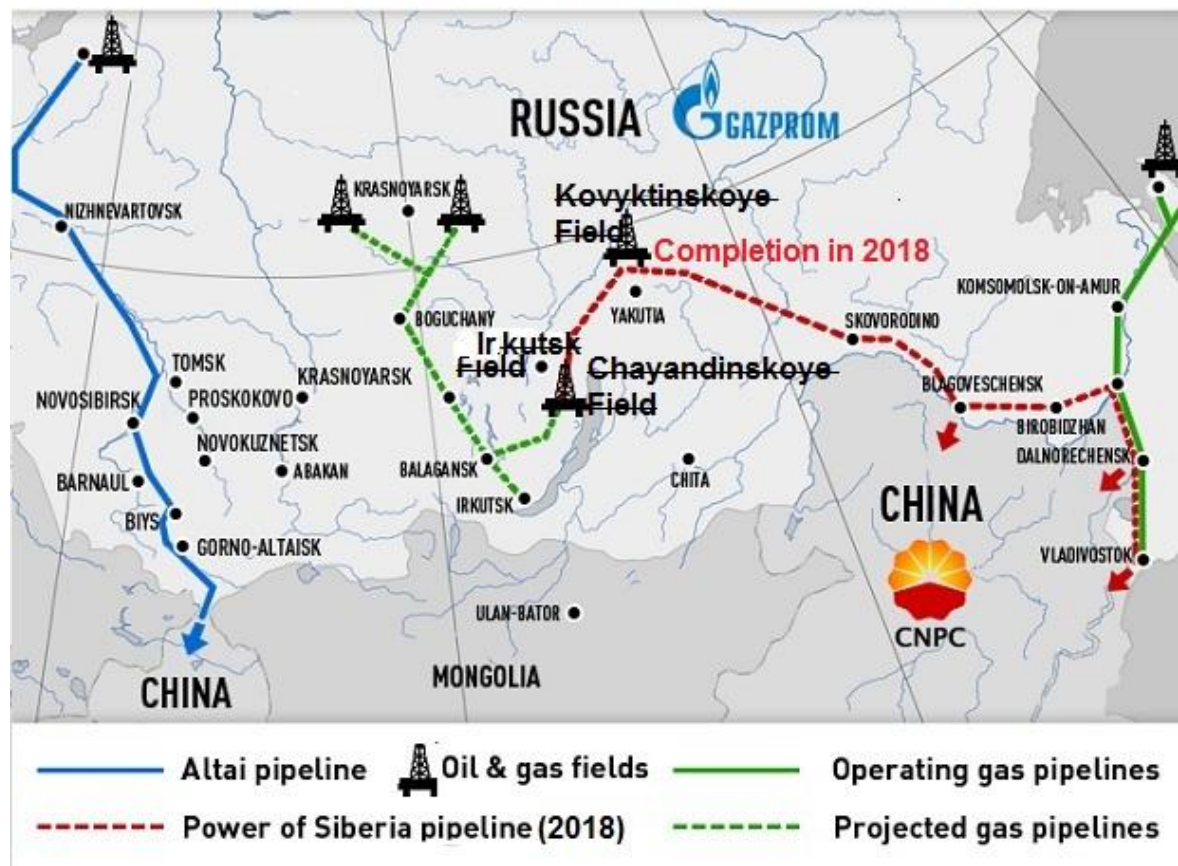 RUSSIA
GAZPROM
KRASNOYARSK
Kovyktinskoye
Field
Completion in 2018
NIZHNEVARTOVSK
KOMSOMOLSK-ON-AMUR
YAKUTIA
BOGUCHANY
SKOVORODINO
Irkutsk
Field
TOMSK
KRASNOYARSK
Chayandinskoye
Field
PROSKOKOVO
NOVOSIBIRSK
BLAGOVESCHENSK
BIROBIDZHAN
NOVOKUZNETSK
DALNORECHENSK
BARNAUL
ABAKAN
BALAGANSK
CHITA
IRKUTSK
CHINA
BIYS
GORNO-ALTAISK
VLADIVOSTOK
ULAN-BATOR
CNPC
MONGOLIA
CHINA
Altai pipeline
Oil & gas fields
Operating gas pipelines
Power of Siberia pipeline (2018)
Projected gas pipelines